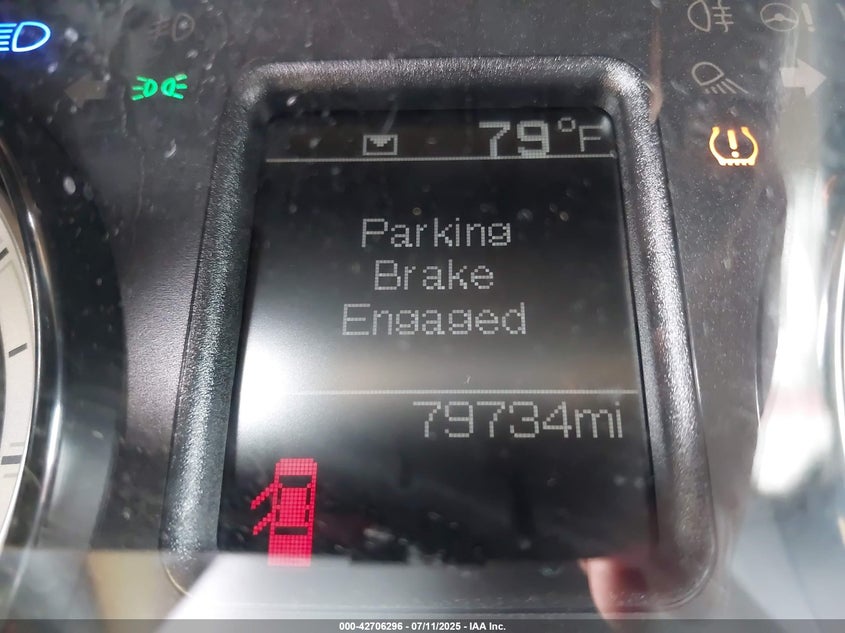 79°F
Parking
Brake
Engaged
79734mi
000-42706296 - 07/11/2025 - IAA Inc.